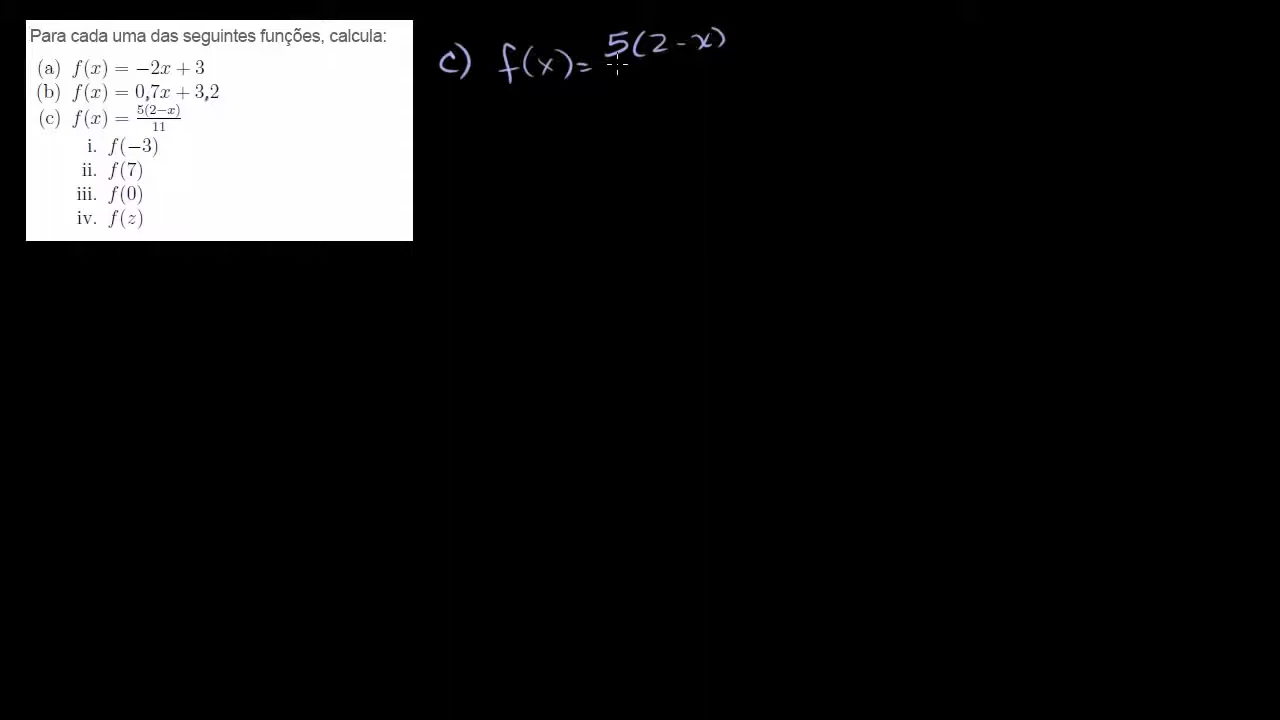 Para cada uma das seguintes funções, calcula:
(a) f(x) = −2x + 3
(b) f(x) = 0,7x + 3,2
(c) f(x) = 5(2−x)/11
i. f(−3)
ii. f(7)
iii. f(0)
iv. f(z)
c) f(x) = 5(2-x)